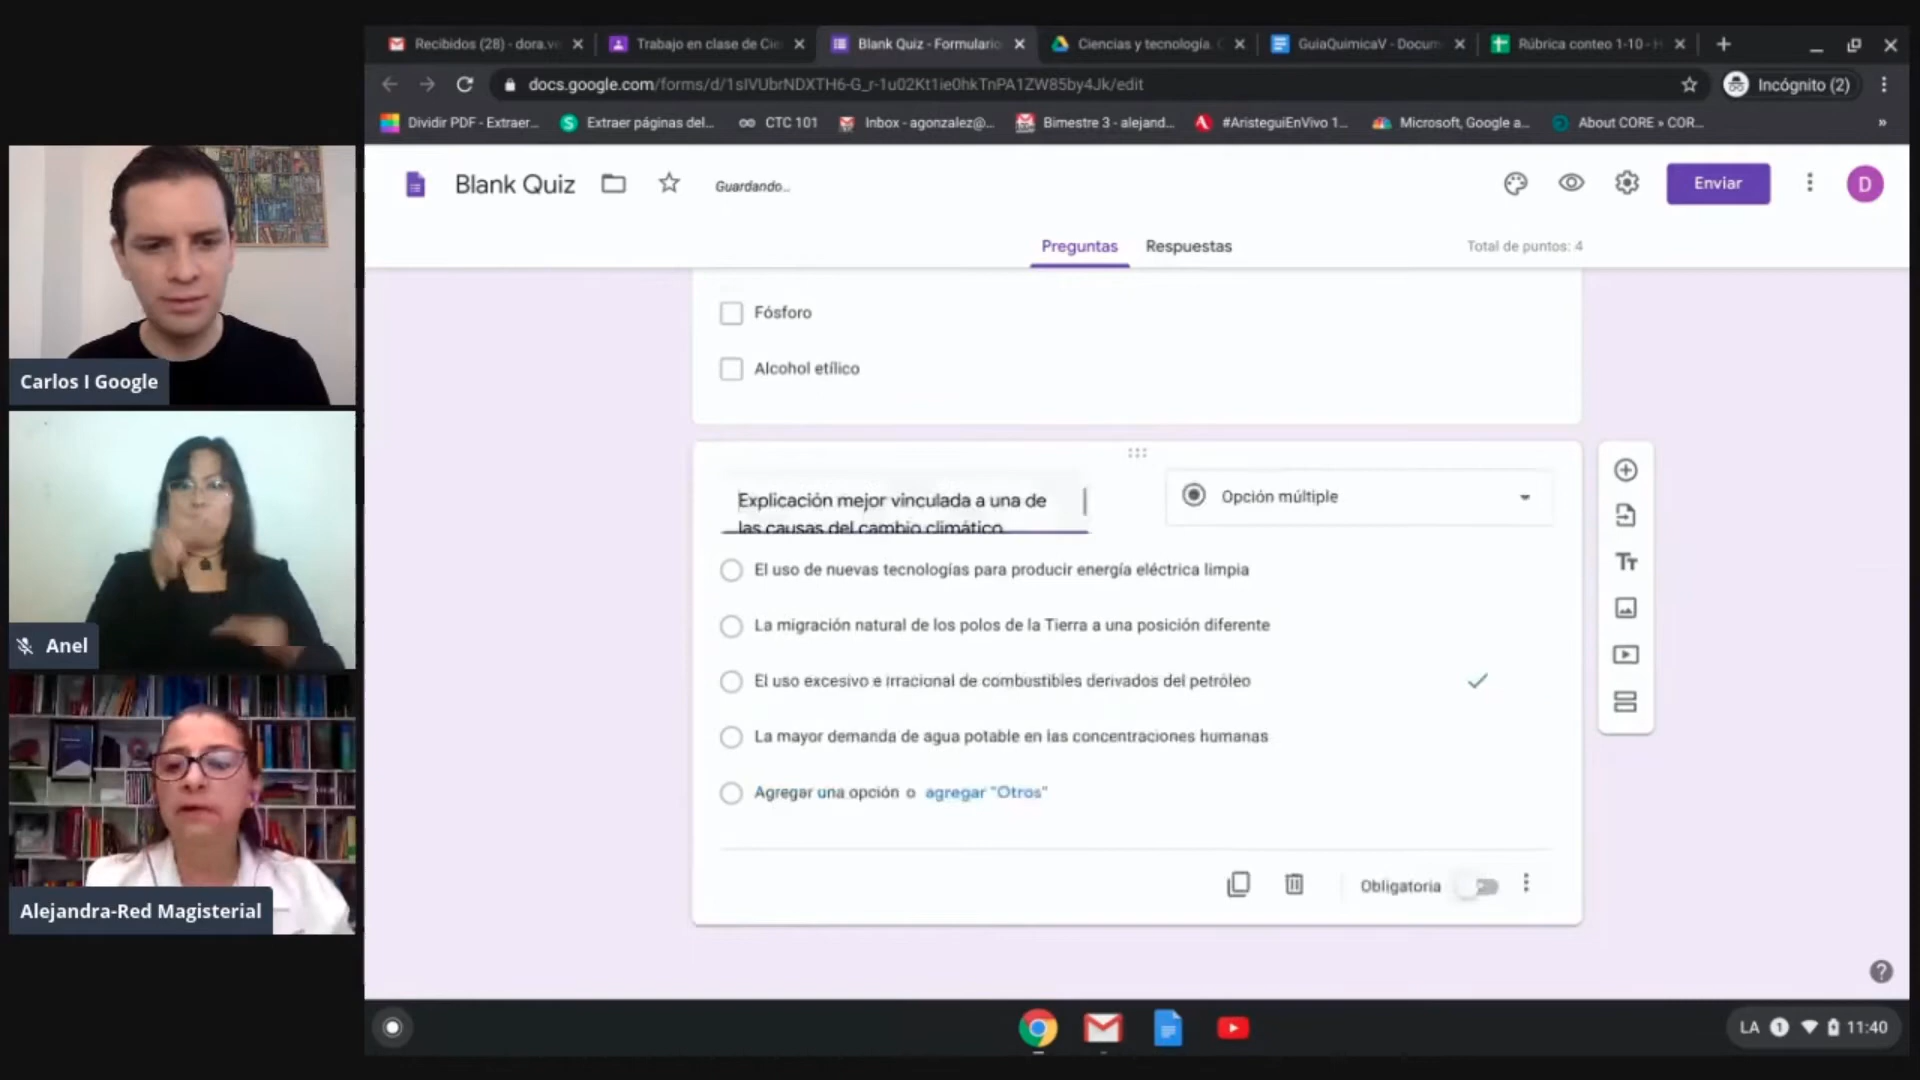 Recibidos (28) - dora.ve
Trabajo en clase de Cie
Blank Quiz - Formulario
Ciencias y tecnología.
GuiaQuimicaV - Docum
Rúbrica conteo 1-10 - H
docs.google.com/forms/d/1sIVUbrNDXTH6-G_r-1u02Kt1ie0hkTnPA1ZW85by4Jk/edit
Incógnito (2)
Dividir PDF - Extraer...
Extraer páginas del...
CTC 101
Inbox - agonzalez@...
Bimestre 3 - alejand...
#AristeguiEnVivo 1...
Microsoft, Google a...
About CORE » COR...
Blank Quiz
Guardando...
Enviar
D
Preguntas
Respuestas
Total de puntos: 4
Fósforo
Alcohol etílico
Explicación mejor vinculada a una de
las causas del cambio climático
Opción múltiple
El uso de nuevas tecnologías para producir energía eléctrica limpia
La migración natural de los polos de la Tierra a una posición diferente
El uso excesivo e irracional de combustibles derivados del petróleo
La mayor demanda de agua potable en las concentraciones humanas
Agregar una opción o agregar "Otros"
Obligatoria
Carlos I Google
Anel
Alejandra-Red Magisterial
LA 1 11:40